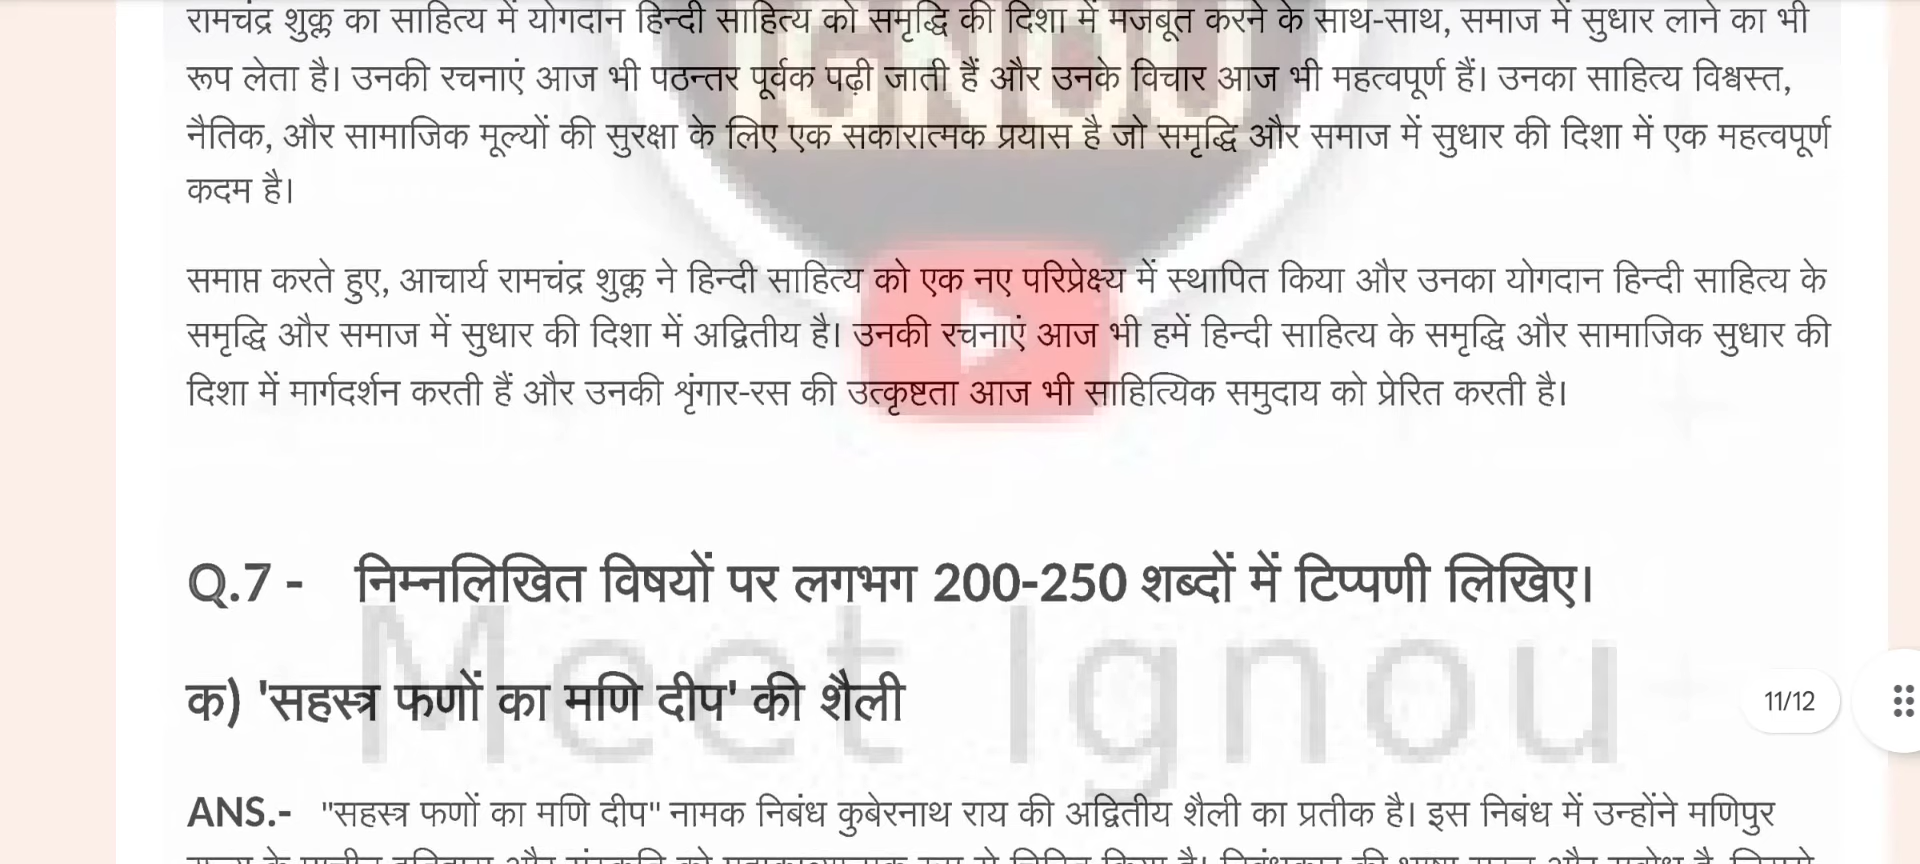 रामचंद्र शुक्ल का साहित्य में योगदान हिन्दी साहित्य को समृद्धि की दिशा में मजबूत करने के साथ-साथ, समाज में सुधार लाने का भी
रूप लेता है। उनकी रचनाएं आज भी पठन्तर पूर्वक पढ़ी जाती हैं और उनके विचार आज भी महत्वपूर्ण हैं। उनका साहित्य विश्वस्त,
नैतिक, और सामाजिक मूल्यों की सुरक्षा के लिए एक सकारात्मक प्रयास है जो समृद्धि और समाज में सुधार की दिशा में एक महत्वपूर्ण
कदम है।
IGNOU
समाप्त करते हुए, आचार्य रामचंद्र शुक्ल ने हिन्दी साहित्य को एक नए परिप्रेक्ष्य में स्थापित किया और उनका योगदान हिन्दी साहित्य के
समृद्धि और समाज में सुधार की दिशा में अद्वितीय है। उनकी रचनाएं आज भी हमें हिन्दी साहित्य के समृद्धि और सामाजिक सुधार की
दिशा में मार्गदर्शन करती हैं और उनकी शृंगार-रस की उत्कृष्टता आज भी साहित्यिक समुदाय को प्रेरित करती है।
Q.7 - निम्नलिखित विषयों पर लगभग 200-250 शब्दों में टिप्पणी लिखिए।
Meet Ignou
क) 'सहस्त्र फणों का मणि दीप' की शैली
11/12
ANS.- "सहस्त्र फणों का मणि दीप" नामक निबंध कुबेरनाथ राय की अद्वितीय शैली का प्रतीक है। इस निबंध में उन्होंने मणिपुर